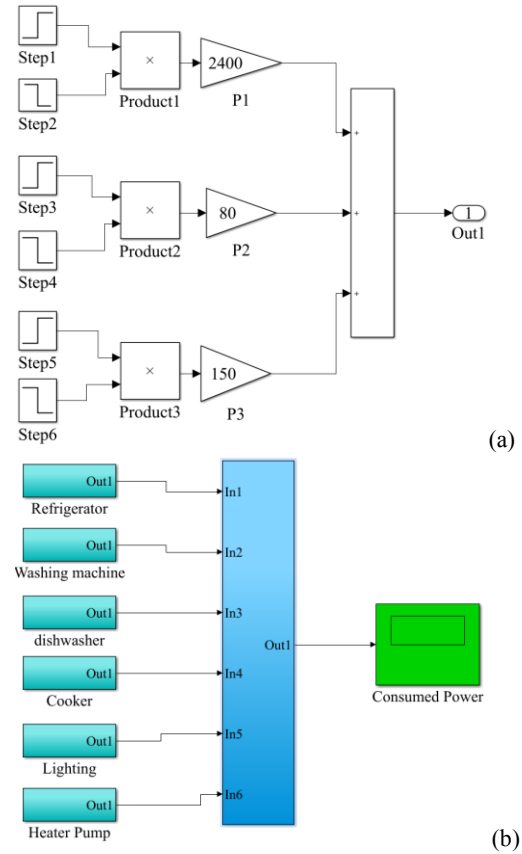 Step1
×
2400
Product1
P1
Step2
+
Step3
×
80
+
1
Out1
Product2
P2
Step4
+
Step5
×
150
Product3
P3
Step6
(a)
Out1
In1
Refrigerator
Out1
In2
Washing machine
Out1
In3
dishwasher
Out1
Consumed Power
Out1
In4
Cooker
Out1
In5
Lighting
Out1
In6
Heater Pump
(b)